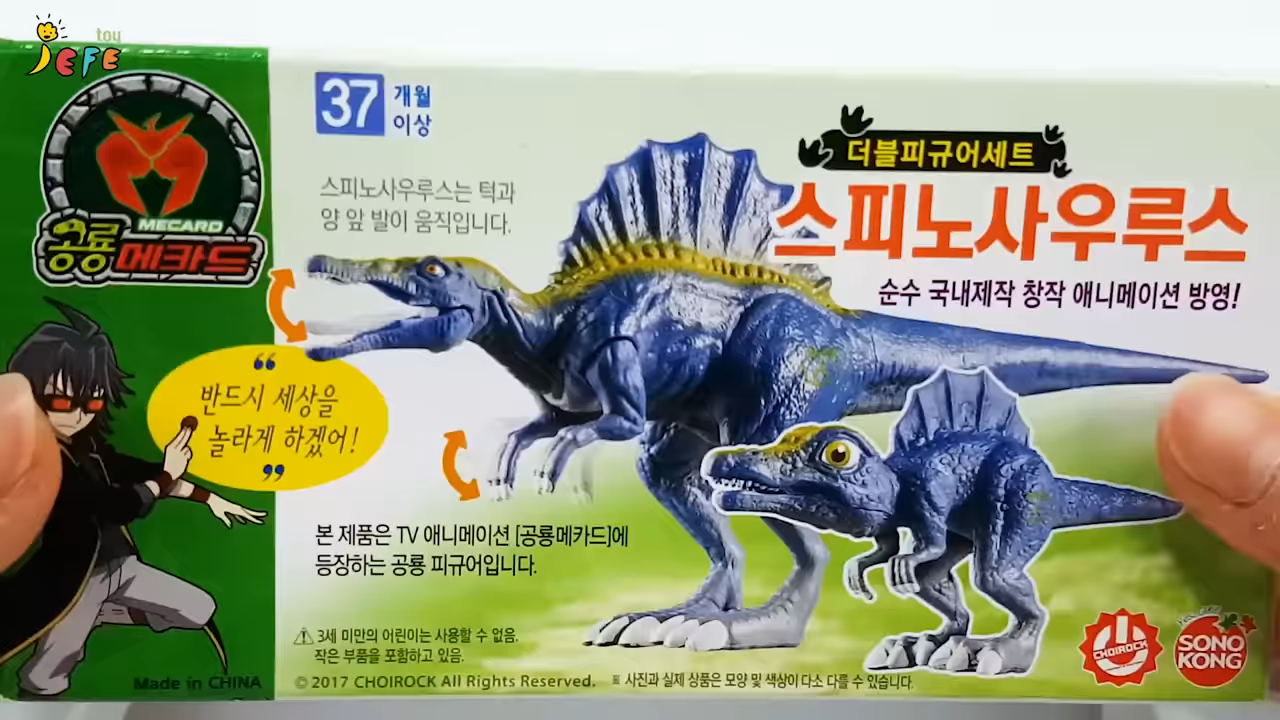 toy
JEFE
MECARD
공룡메카드
37 개월
이상
스피노사우루스는 턱과
양 앞 발이 움직입니다.
더블피규어세트
스피노사우루스
순수 국내제작 창작 애니메이션 방영!
“
반드시 세상을
놀라게 하겠어!
”
본 제품은 TV 애니메이션 [공룡메카드]에
등장하는 공룡 피규어입니다.
⚠ 3세 미만의 어린이는 사용할 수 없음.
작은 부품을 포함하고 있음.
Made in CHINA
© 2017 CHOIROCK All Rights Reserved.
※ 사진과 실제 상품은 모양 및 색상이 다소 다를 수 있습니다.
CHOIROCK
SONO
KONG